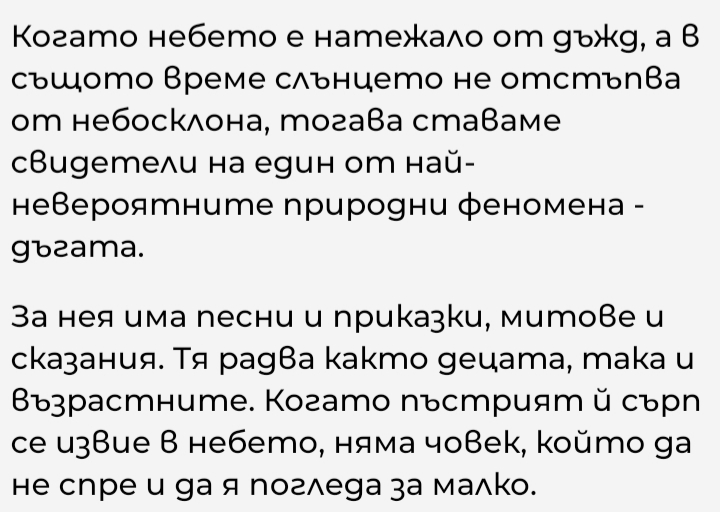 Когато небето е натежало от дъжд, а в
същото време слънцето не отстъпва
от небосклона, тогава ставаме
свидетели на един от най-
невероятните природни феномена -
дъгата.
За нея има песни и приказки, митове и
сказания. Тя радва както децата, така и
възрастните. Когато пъстрият ѝ сърп
се извие в небето, няма човек, който да
не спре и да я погледа за малко.